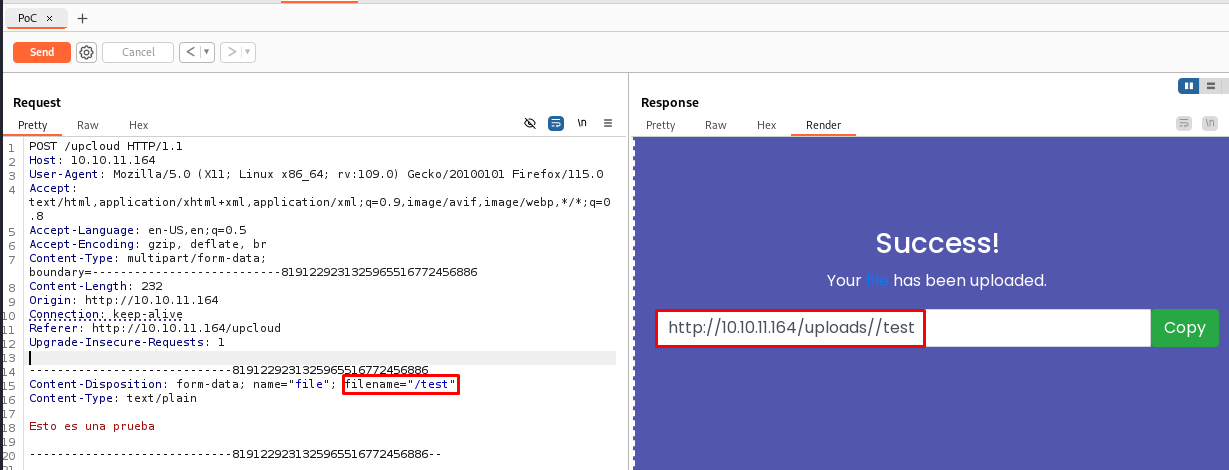 PoC × +
Send Cancel < ▾ > ▾
Request
Pretty Raw Hex \n ≡
1 POST /upcloud HTTP/1.1
2 Host: 10.10.11.164
3 User-Agent: Mozilla/5.0 (X11; Linux x86_64; rv:109.0) Gecko/20100101 Firefox/115.0
4 Accept:
text/html,application/xhtml+xml,application/xml;q=0.9,image/avif,image/webp,*/*;q=0
.8
5 Accept-Language: en-US,en;q=0.5
6 Accept-Encoding: gzip, deflate, br
7 Content-Type: multipart/form-data;
boundary=---------------------------81912292313259655167​72456886
8 Content-Length: 232
9 Origin: http://10.10.11.164
10 Connection: keep-alive
11 Referer: http://10.10.11.164/upcloud
12 Upgrade-Insecure-Requests: 1
13
14 -----------------------------8191229231325965516772456886
15 Content-Disposition: form-data; name="file"; filename="/test"
16 Content-Type: text/plain
17
18 Esto es una prueba
19
20 -----------------------------8191229231325965516772456886--
21
Response
Pretty Raw Hex Render \n
Success!
Your file has been uploaded.
http://10.10.11.164/uploads//test Copy